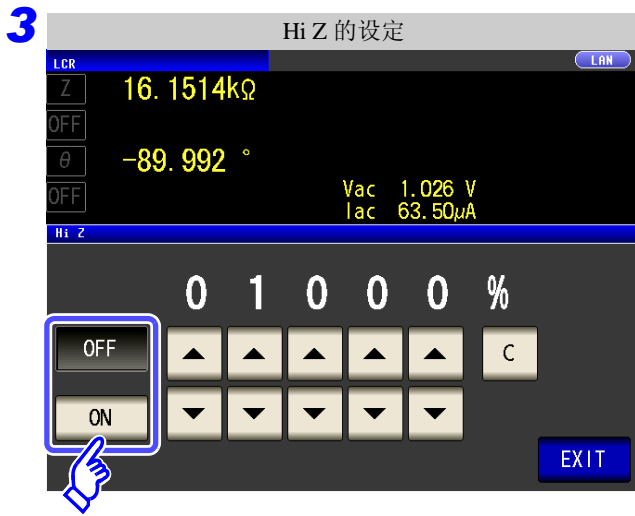 3
Hi Z 的设定
LCR LAN
Z 16.1514kΩ
OFF
θ -89.992 °
OFF Vac 1.026 V
Iac 63.50μA
Hi Z
0 1 0 0 0 %
OFF C
ON
EXIT